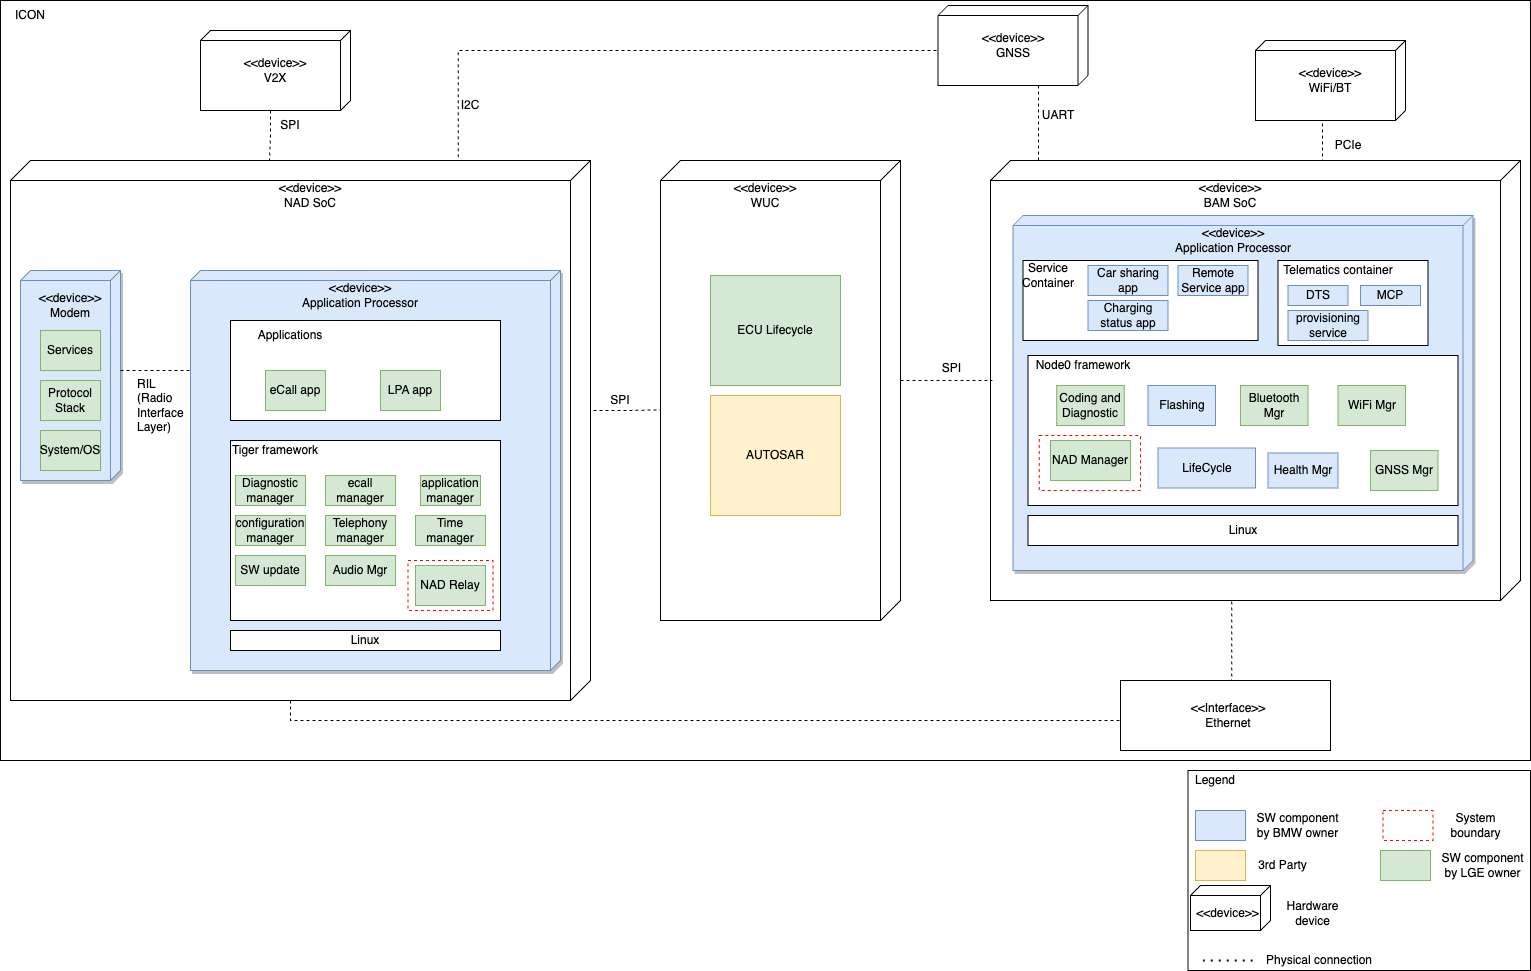 ICON
<<device>>
V2X
SPI
I2C
<<device>>
GNSS
UART
<<device>>
WiFi/BT
PCIe
<<device>>
NAD SoC
<<device>>
Modem
Services
Protocol
Stack
System/OS
RIL
(Radio
Interface
Layer)
<<device>>
Application Processor
Applications
eCall app
LPA app
Tiger framework
Diagnostic
manager
ecall
manager
application
manager
configuration
manager
Telephony
manager
Time
manager
SW update
Audio Mgr
NAD Relay
Linux
SPI
<<device>>
WUC
ECU Lifecycle
AUTOSAR
SPI
<<device>>
BAM SoC
<<device>>
Application Processor
Service
Container
Car sharing
app
Remote
Service app
Charging
status app
Telematics container
DTS
MCP
provisioning
service
Node0 framework
Coding and
Diagnostic
Flashing
Bluetooth
Mgr
WiFi Mgr
NAD Manager
LifeCycle
Health Mgr
GNSS Mgr
Linux
<<Interface>>
Ethernet
Legend
SW component
by BMW owner
System
boundary
3rd Party
SW component
by LGE owner
<<device>>
Hardware
device
Physical connection